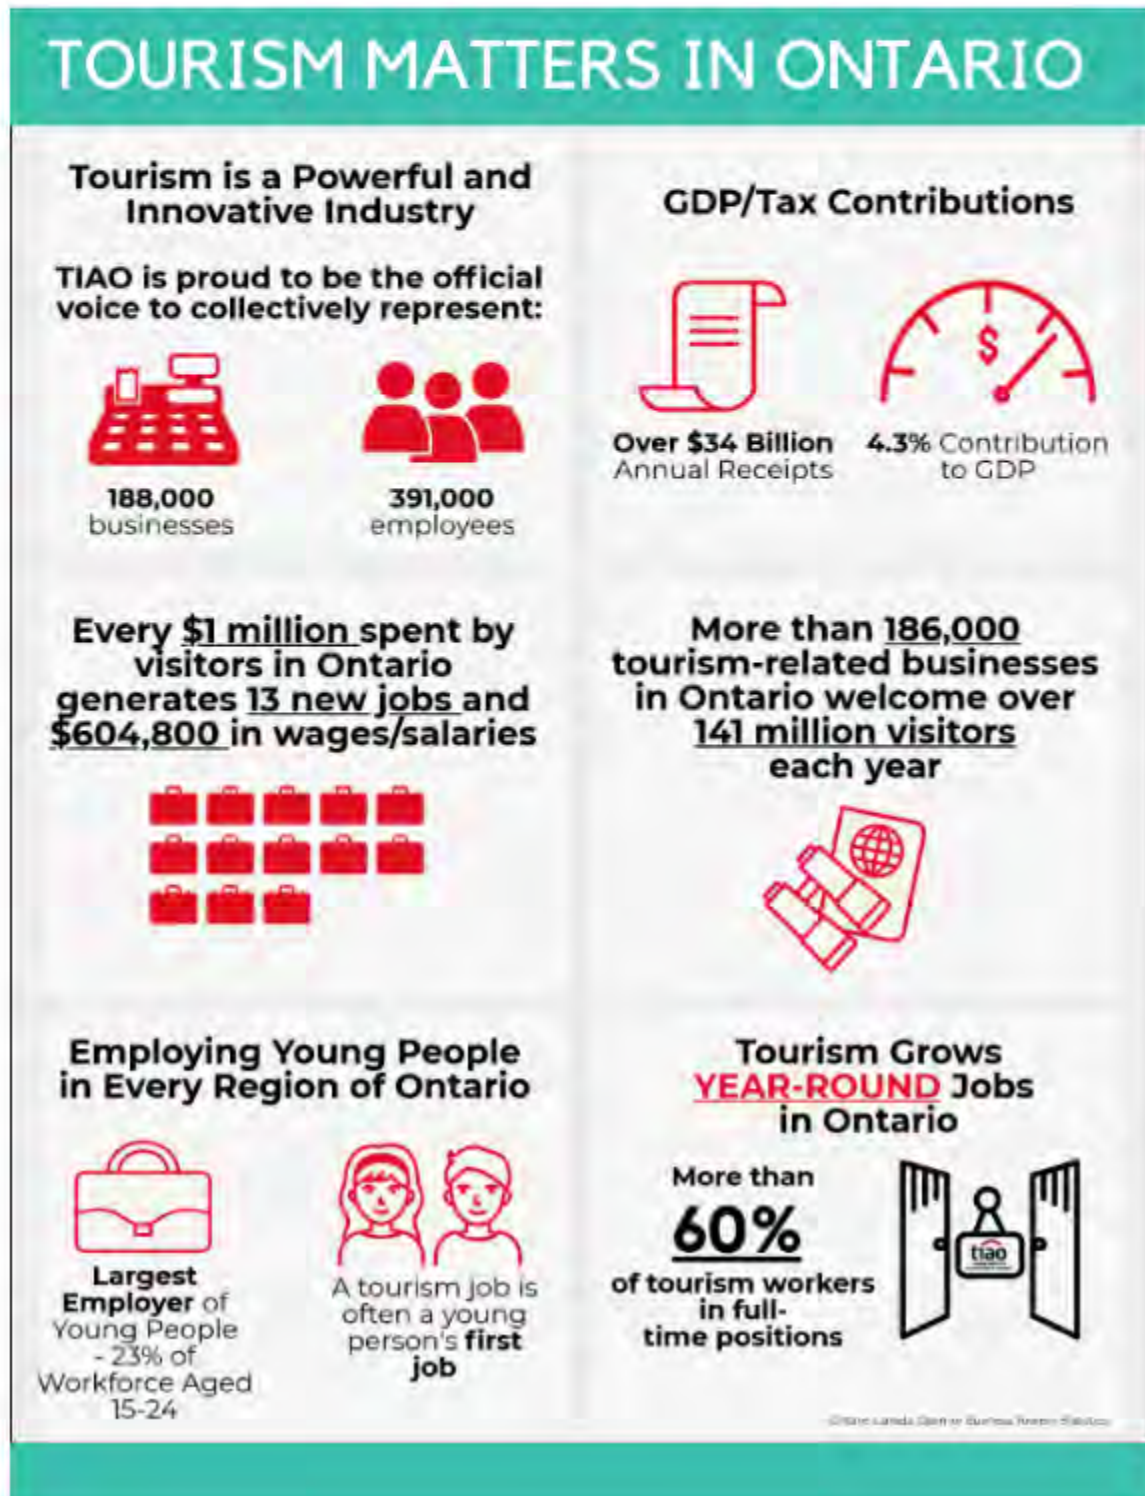 TOURISM MATTERS IN ONTARIO
Tourism is a Powerful and
Innovative Industry
TIAO is proud to be the official
voice to collectively represent:
188,000
businesses
391,000
employees
GDP/Tax Contributions
$
Over $34 Billion
Annual Receipts
4.3% Contribution
to GDP
Every $1 million spent by
visitors in Ontario
generates 13 new jobs and
$604,800 in wages/salaries
More than 186,000
tourism-related businesses
in Ontario welcome over
141 million visitors
each year
Employing Young People
in Every Region of Ontario
Largest
Employer of
Young People
- 23% of
Workforce Aged
15-24
A tourism job is
often a young
person's first
job
Tourism Grows
YEAR-ROUND Jobs
in Ontario
More than
60%
of tourism workers
in full-
time positions
tiao